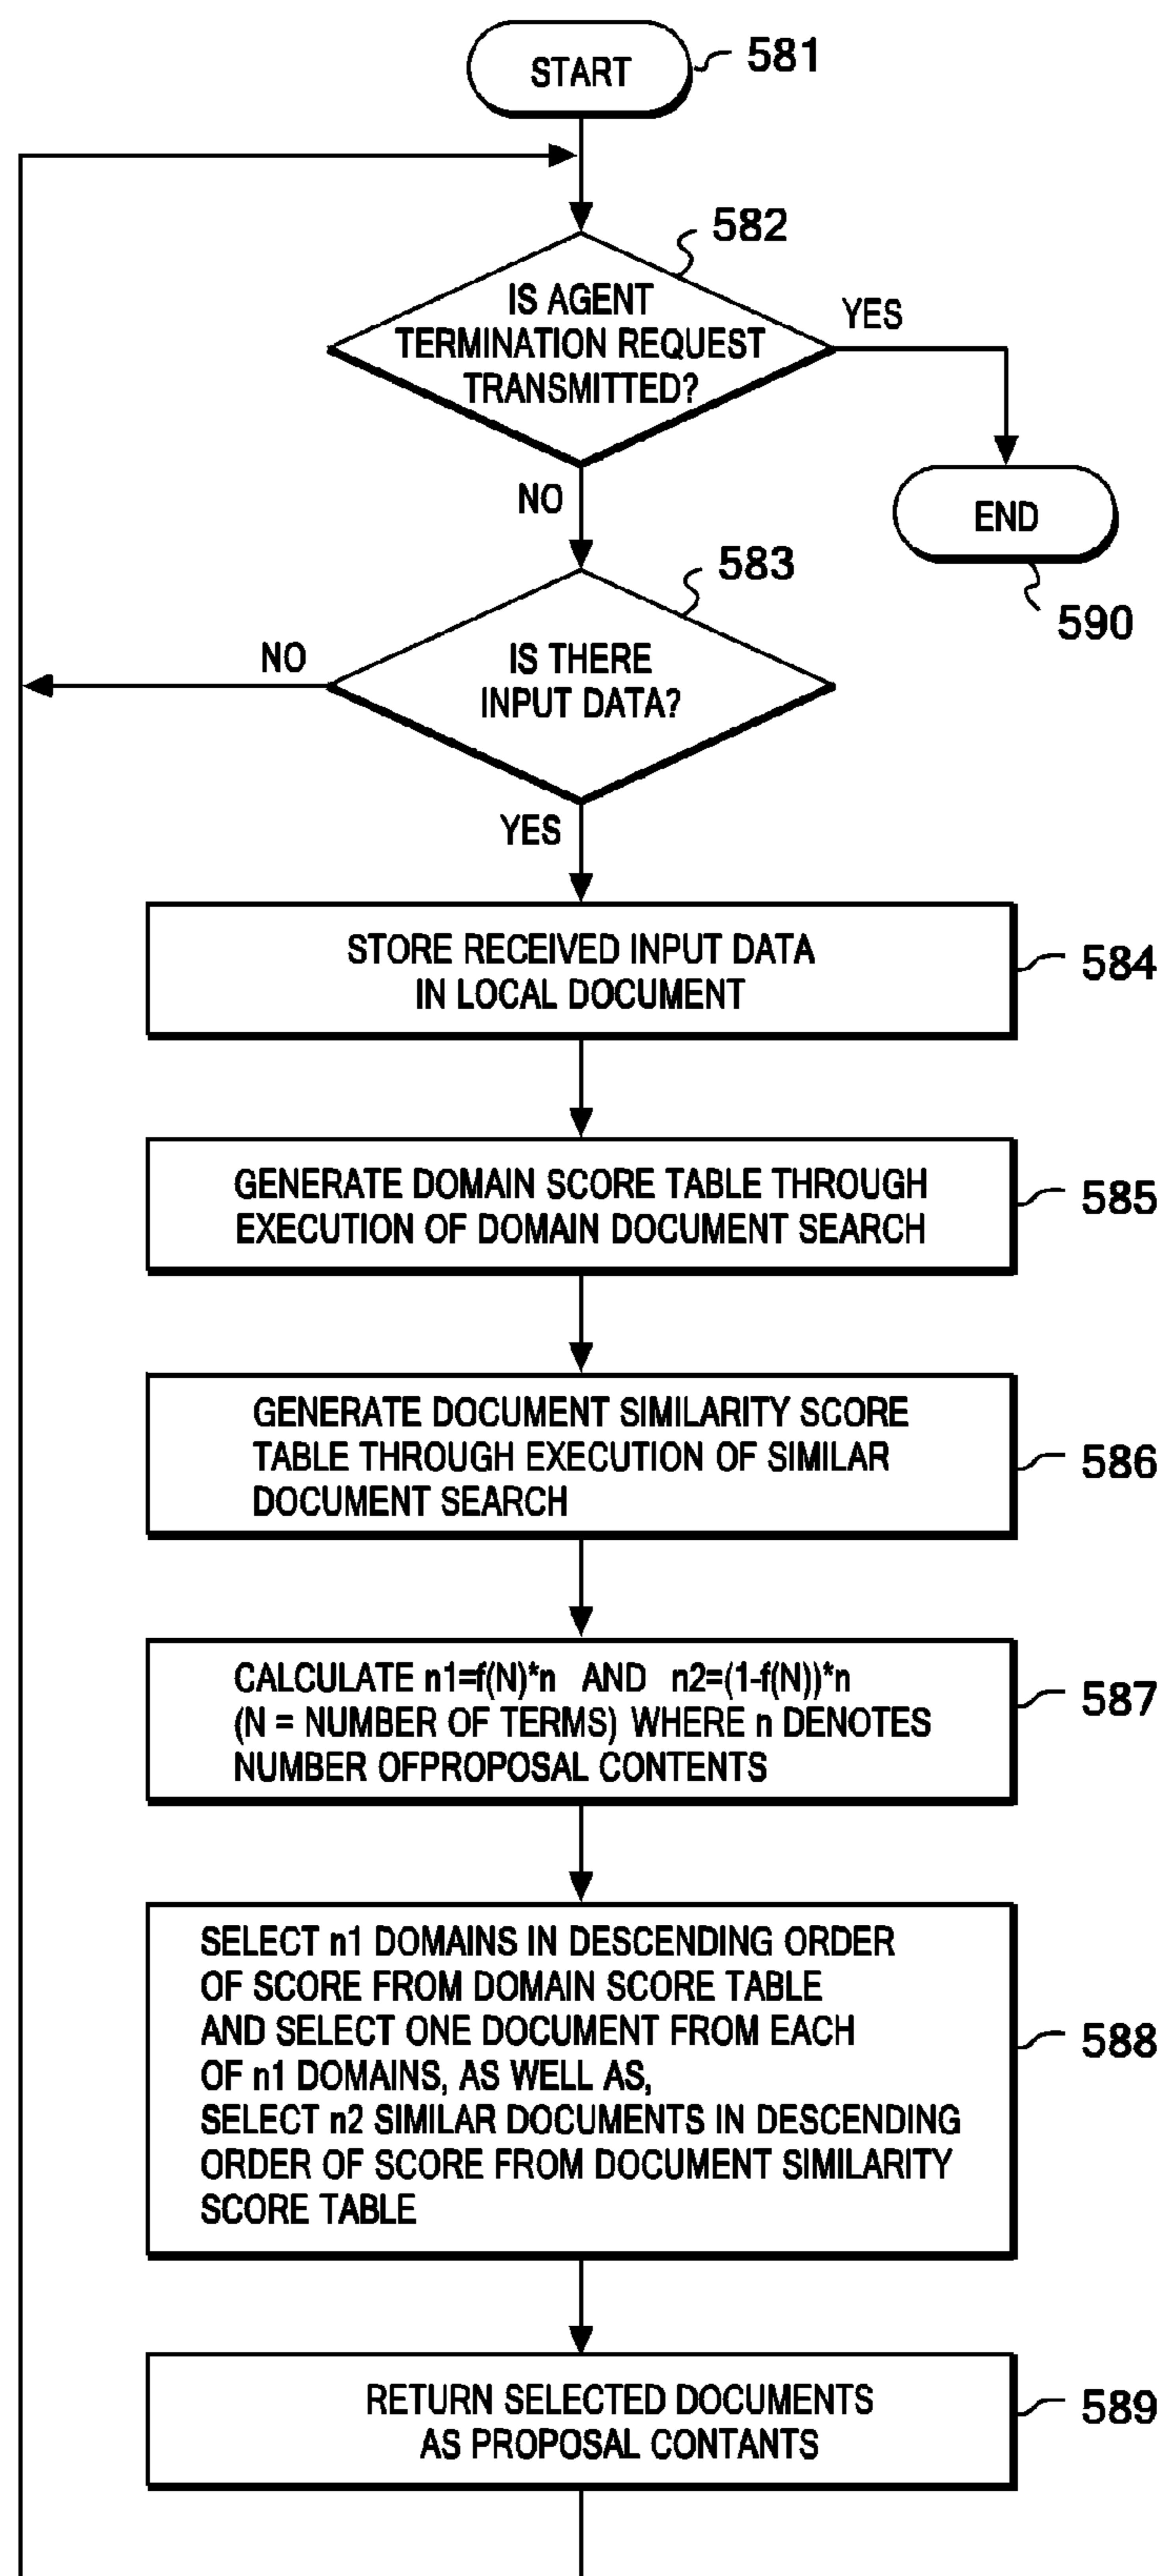 START
581
582
IS AGENT
TERMINATION REQUEST
TRANSMITTED?
YES
NO
END
590
583
IS THERE
INPUT DATA?
NO
YES
STORE RECEIVED INPUT DATA
IN LOCAL DOCUMENT
584
GENERATE DOMAIN SCORE TABLE THROUGH
EXECUTION OF DOMAIN DOCUMENT SEARCH
585
GENERATE DOCUMENT SIMILARITY SCORE
TABLE THROUGH EXECUTION OF SIMILAR
DOCUMENT SEARCH
586
CALCULATE n1=f(N)*n AND n2=(1-f(N))*n
(N = NUMBER OF TERMS) WHERE n DENOTES
NUMBER OFPROPOSAL CONTENTS
587
SELECT n1 DOMAINS IN DESCENDING ORDER
OF SCORE FROM DOMAIN SCORE TABLE
AND SELECT ONE DOCUMENT FROM EACH
OF n1 DOMAINS, AS WELL AS,
SELECT n2 SIMILAR DOCUMENTS IN DESCENDING
ORDER OF SCORE FROM DOCUMENT SIMILARITY
SCORE TABLE
588
RETURN SELECTED DOCUMENTS
AS PROPOSAL CONTANTS
589